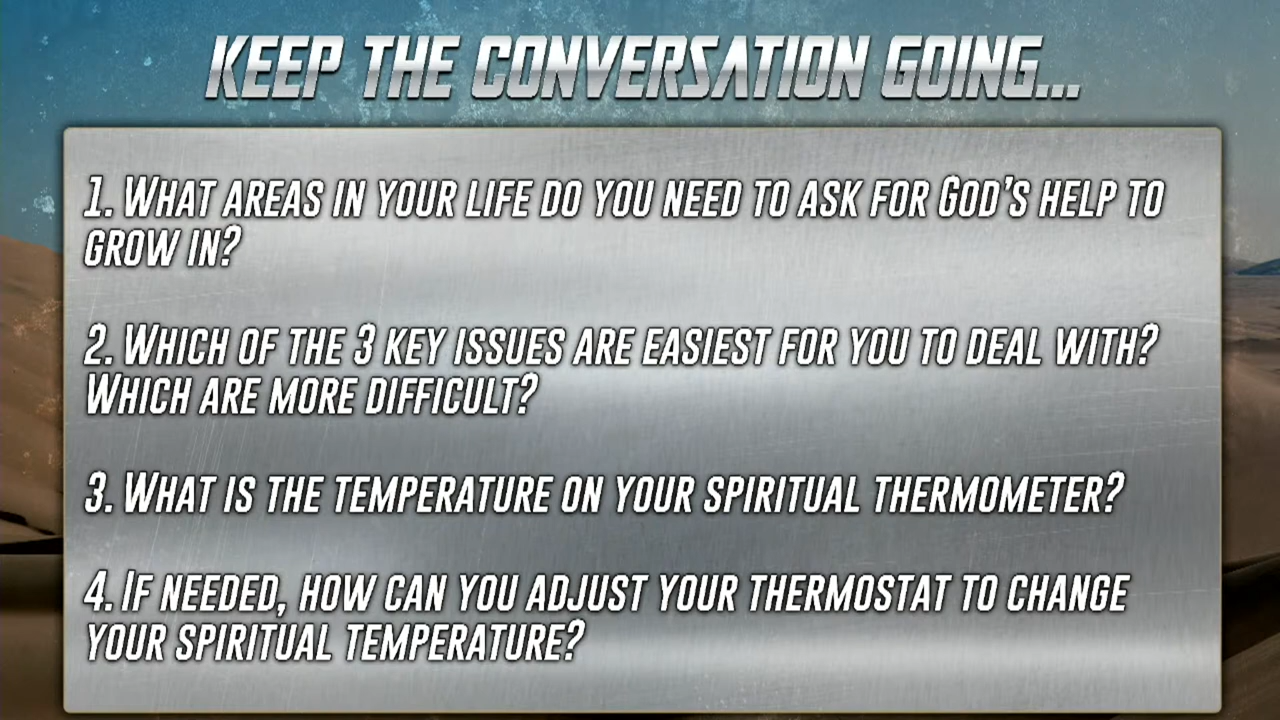 KEEP THE CONVERSATION GOING...
1. WHAT AREAS IN YOUR LIFE DO YOU NEED TO ASK FOR GOD'S HELP TO
GROW IN?
2. WHICH OF THE 3 KEY ISSUES ARE EASIEST FOR YOU TO DEAL WITH?
WHICH ARE MORE DIFFICULT?
3. WHAT IS THE TEMPERATURE ON YOUR SPIRITUAL THERMOMETER?
4. IF NEEDED, HOW CAN YOU ADJUST YOUR THERMOSTAT TO CHANGE
YOUR SPIRITUAL TEMPERATURE?